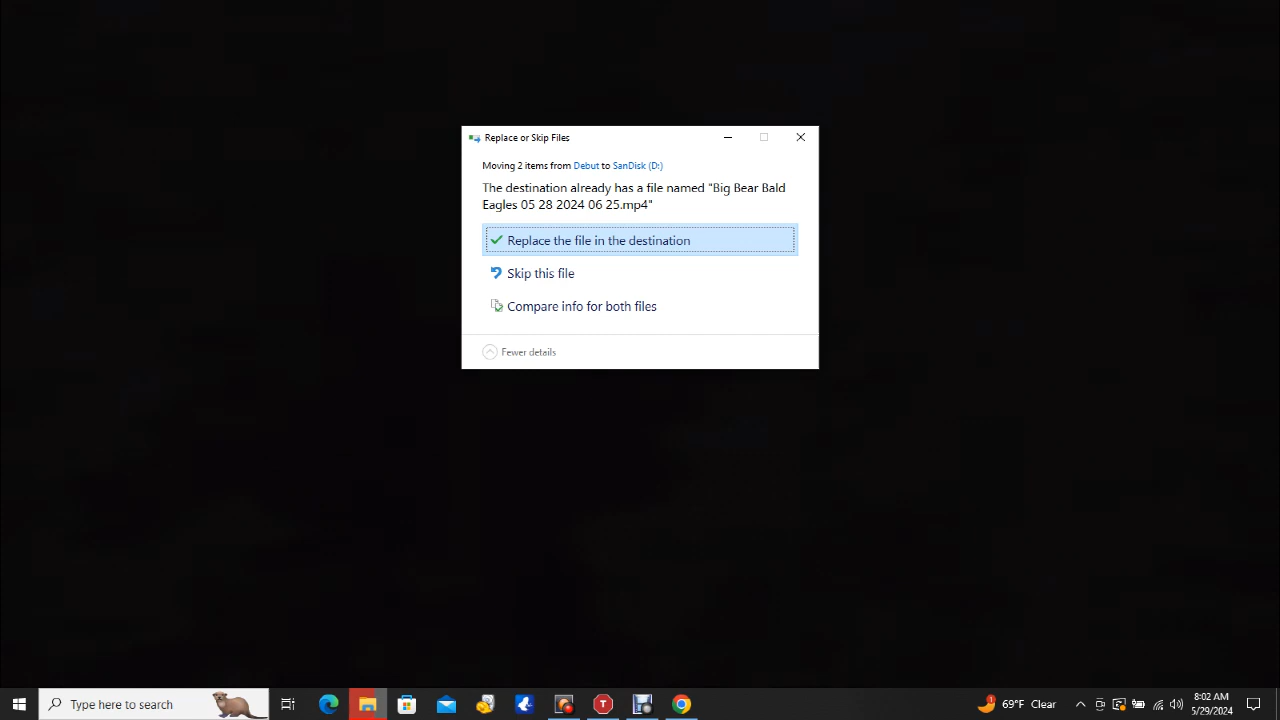 Replace or Skip Files
Moving 2 items from Debut to SanDisk (D:)
The destination already has a file named "Big Bear Bald
Eagles 05 28 2024 06 25.mp4"
Replace the file in the destination
Skip this file
Compare info for both files
Fewer details
Type here to search
T
69°F Clear
8:02 AM
5/29/2024